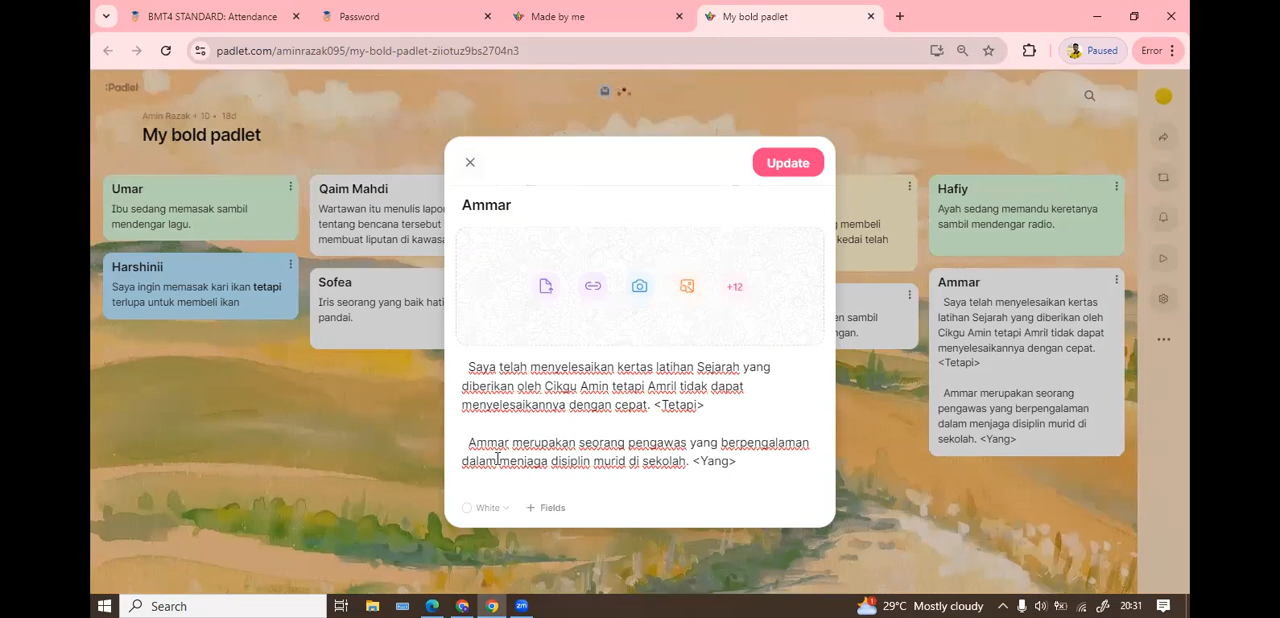 BMT4 STANDARD: Attendance
Password
Made by me
My bold padlet
padlet.com/aminrazak095/my-bold-padlet-ziiotuz9bs2704n3
Paused
Error
:Padlet
Amin Razak + 10 • 18d
My bold padlet
Umar
Ibu sedang memasak sambil
mendengar lagu.
Harshinii
Saya ingin memasak kari ikan tetapi
terlupa untuk membeli ikan
Qaim Mahdi
Wartawan itu menulis lapor
tentang bencana tersebut
membuat liputan di kawasa
Sofea
Iris seorang yang baik hati
pandai.
Update
Ammar
+12
Saya telah menyelesaikan kertas latihan Sejarah yang
diberikan oleh Cikgu Amin tetapi Amril tidak dapat
menyelesaikannya dengan cepat. <Tetapi>
Ammar merupakan seorang pengawas yang berpengalaman
dalam menjaga disiplin murid di sekolah. <Yang>
White
+ Fields
membeli
kedai telah
en sambil
ngan.
Hafiy
Ayah sedang memandu keretanya
sambil mendengar radio.
Ammar
Saya telah menyelesaikan kertas
latihan Sejarah yang diberikan oleh
Cikgu Amin tetapi Amril tidak dapat
menyelesaikannya dengan cepat.
<Tetapi>
Ammar merupakan seorang
pengawas yang berpengalaman
dalam menjaga disiplin murid di
sekolah. <Yang>
Search
zm
29°C Mostly cloudy
20:31